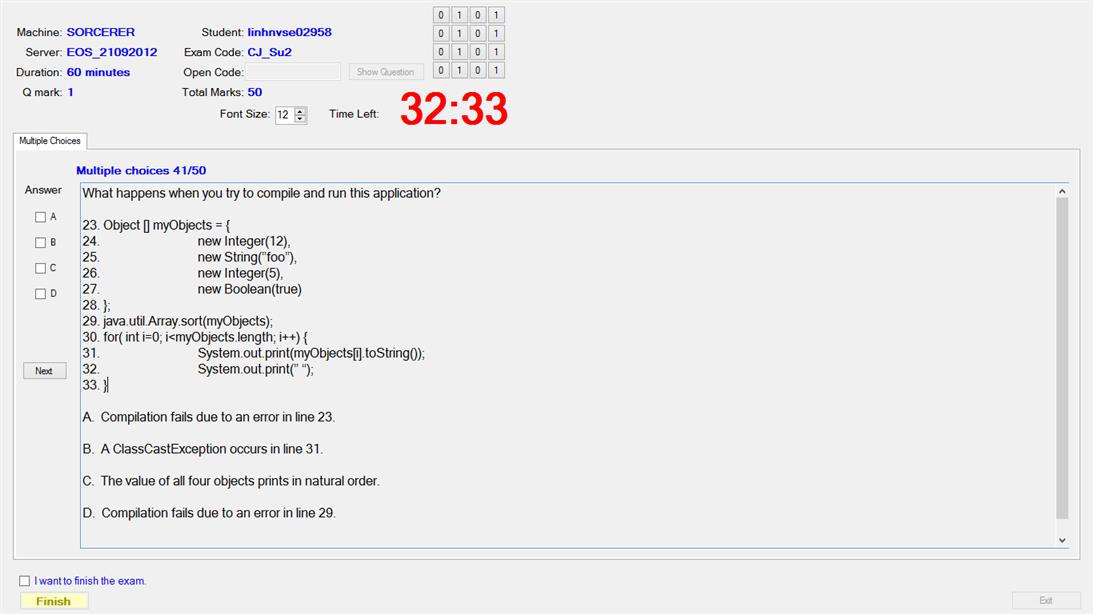 0 1 0 1
Machine: SORCERER Student: linhnvse02958
0 1 0 1
Server: EOS_21092012 Exam Code: CJ_Su2
0 1 0 1
Duration: 60 minutes Open Code: Show Question
0 1 0 1
Q mark: 1 Total Marks: 50
Font Size: 12 Time Left: 32:33
Multiple Choices
Multiple choices 41/50
Answer
A
B
C
D
Next
What happens when you try to compile and run this application?
23. Object [] myObjects = {
24. new Integer(12),
25. new String(”foo”),
26. new Integer(5),
27. new Boolean(true)
28. };
29. java.util.Array.sort(myObjects);
30. for( int i=0; i<myObjects.length; i++) {
31. System.out.print(myObjects[i].toString());
32. System.out.print(” “);
33. }
A. Compilation fails due to an error in line 23.
B. A ClassCastException occurs in line 31.
C. The value of all four objects prints in natural order.
D. Compilation fails due to an error in line 29.
I want to finish the exam.
Finish
Exit